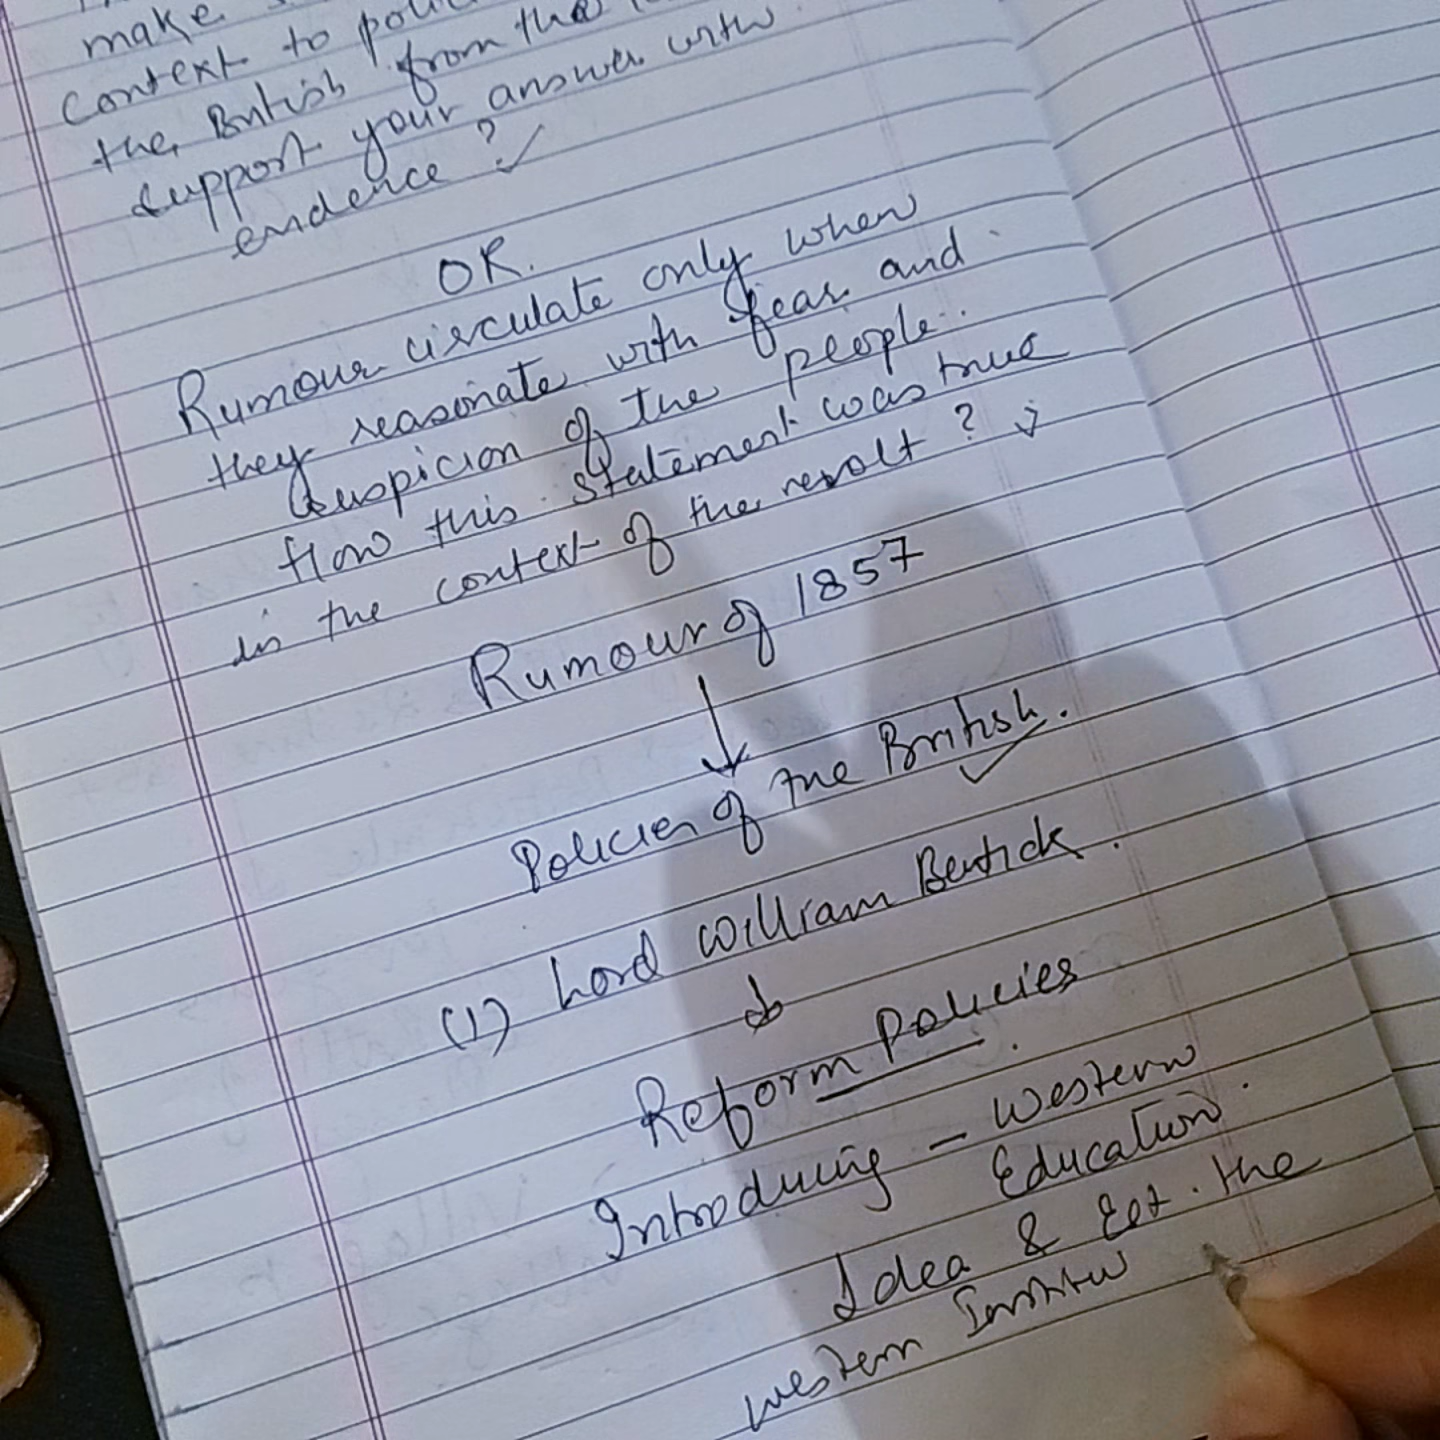 make
context to
the British from the
support your answer with
evidence ?
OR.
Rumour circulate only when
they reasonate with fear and
suspicion of the people.
How this statement was true
in the context of the revolt ?
Rumour of 1857
Policies of the British.
(1) Lord William Bentick.
Reform Policies
Introducing - Western
Education.
Idea & Est. the
western